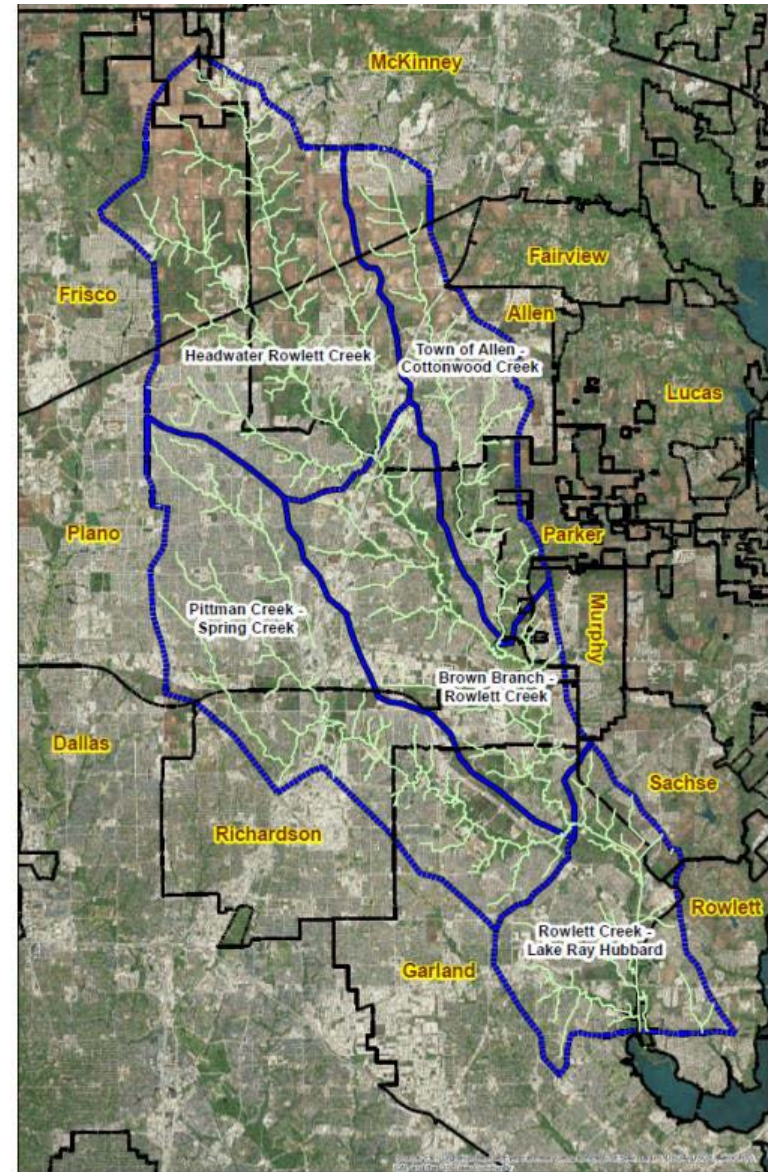 McKinney
Fairview
Frisco
Allen
Headwater Rowlett Creek
Town of Allen -
Cottonwood Creek
Lucas
Plano
Parker
Pittman Creek -
Spring Creek
Murphy
Brown Branch -
Rowlett Creek
Dallas
Sachse
Richardson
Rowlett
Rowlett Creek -
Lake Ray Hubbard
Garland